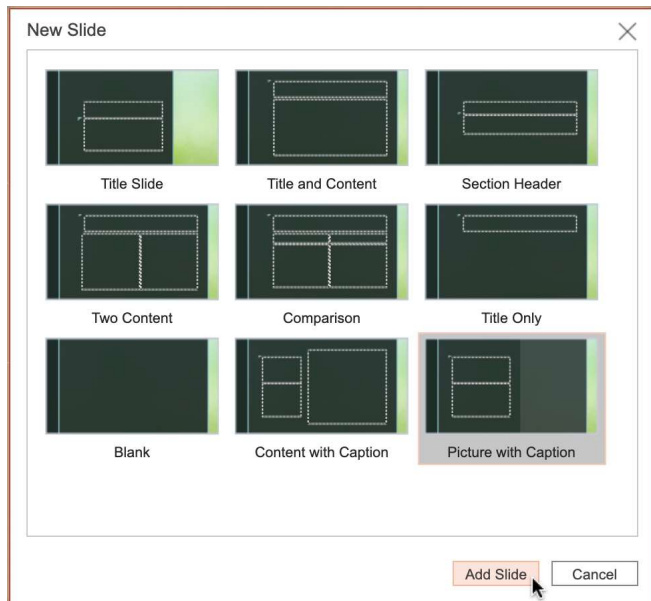 New Slide
Title Slide
Title and Content
Section Header
Two Content
Comparison
Title Only
Blank
Content with Caption
Picture with Caption
Add Slide
Cancel